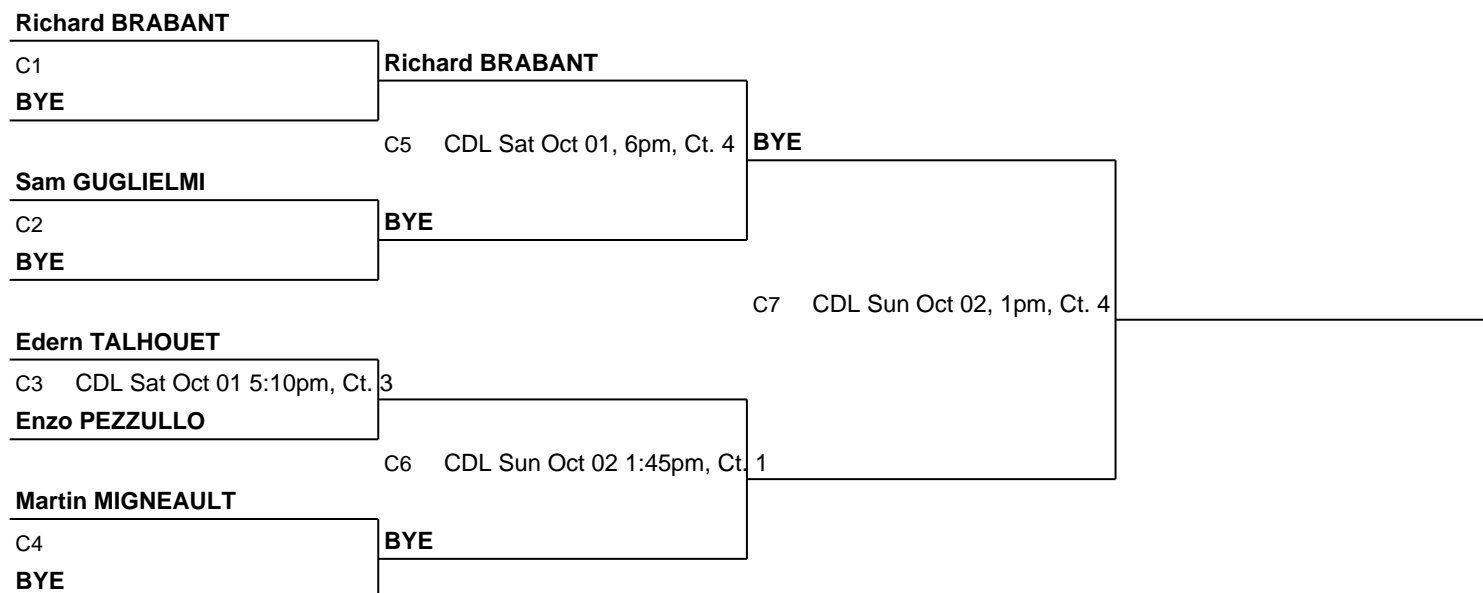 Richard BRABANT
C1
Richard BRABANT
BYE
C5 CDL Sat Oct 01, 6pm, Ct. 4
BYE
Sam GUGLIELMI
C2
BYE
BYE
C7 CDL Sun Oct 02, 1pm, Ct. 4
Edern TALHOUET
C3 CDL Sat Oct 01 5:10pm, Ct. 3
Enzo PEZZULLO
C6 CDL Sun Oct 02 1:45pm, Ct. 1
Martin MIGNEAULT
C4
BYE
BYE